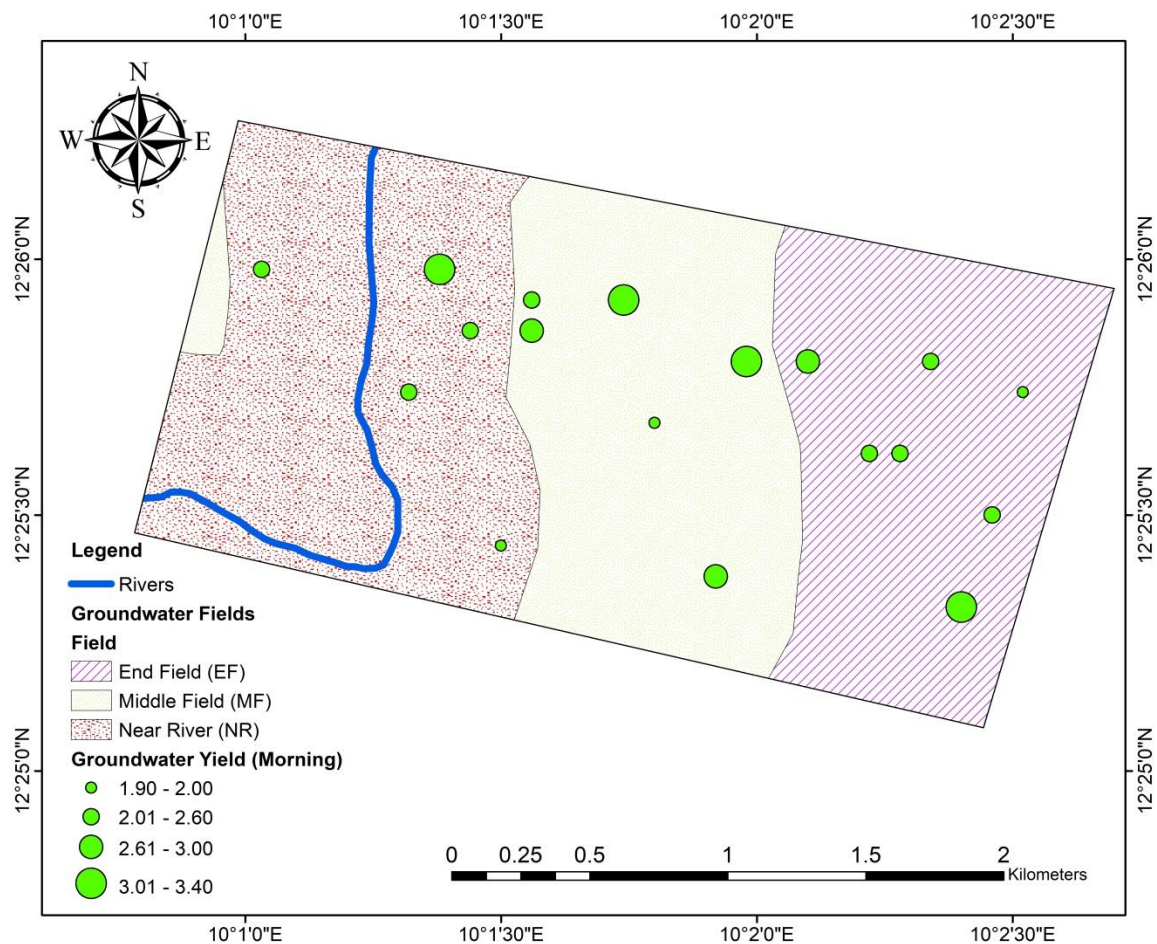 10°1'0"E 10°1'30"E 10°2'0"E 10°2'30"E
N
W E
S
12°26'0"N 12°26'0"N
12°25'30"N 12°25'30"N
12°25'0"N 12°25'0"N
Legend
Rivers
Groundwater Fields
Field
End Field (EF)
Middle Field (MF)
Near River (NR)
Groundwater Yield (Morning)
1.90 - 2.00
2.01 - 2.60
2.61 - 3.00
3.01 - 3.40
0 0.25 0.5 1 1.5 2
Kilometers
10°1'0"E 10°1'30"E 10°2'0"E 10°2'30"E